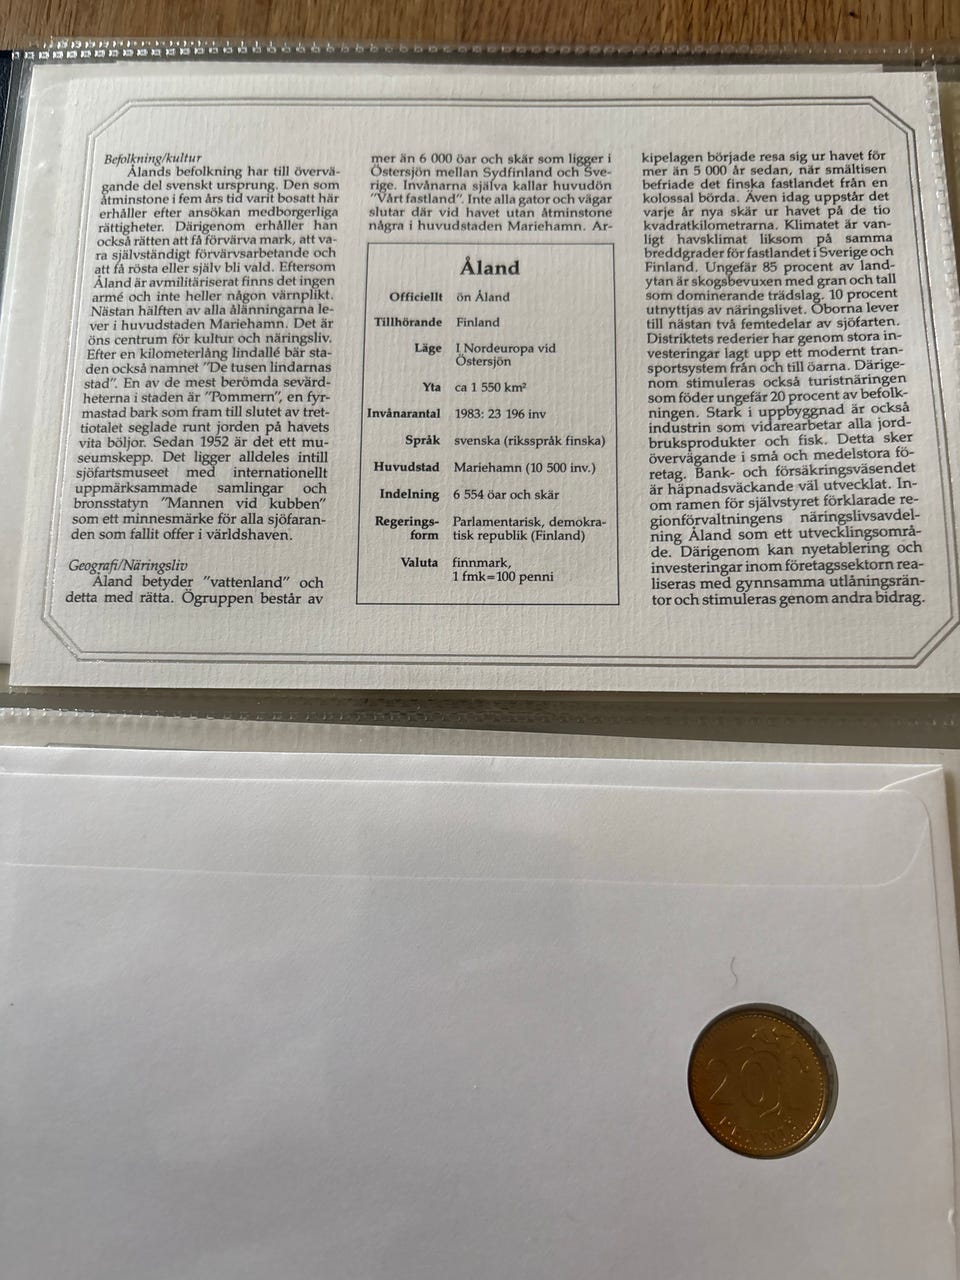 Befolkning/kultur
Ålands befolkning har till övervä-
gande del svenskt ursprung. Den som
åtminstone i fem års tid varit bosatt här
erhåller efter ansökan medborgerliga
rättigheter. Därigenom erhåller han
också rätten att få förvärva mark, att va-
ra självständigt förvärvsarbetande och
att få rösta eller själv bli vald. Eftersom
Åland är avmilitäriserat finns det ingen
armé och inte heller någon värnplikt.
Nästan hälften av alla ålänningarna le-
ver i huvudstaden Mariehamn. Det är
öns centrum för kultur och näringsliv.
Efter en kilometerlång lindallé bär sta-
den också namnet "De tusen lindarnas
stad". En av de mest berömda sevärd-
heterna i staden är "Pommern", en fyr-
mastad bark som fram till slutet av tret-
tiotalet seglade runt jorden på havets
vita böljor. Sedan 1952 är det ett mu-
seumskepp. Det ligger alldeles intill
sjöfartsmuseet med internationellt
uppmärksammade samlingar och
bronsstatyn "Mannen vid kubben"
som ett minnesmärke för alla sjöfaran-
den som fallit offer i världshaven.
Geografi/Näringsliv
Åland betyder "vattenland" och
detta med rätta. Ögruppen består av
mer än 6 000 öar och skär som ligger i
Östersjön mellan Sydfinland och Sve-
rige. Invånarna själva kallar huvudön
"Vårt fastland". Inte alla gator och vägar
slutar där vid havet utan åtminstone
några i huvudstaden Mariehamn. Ar-
Åland
Officiellt ön Åland
Tillhörande Finland
Läge I Nordeuropa vid
Östersjön
Yta ca 1 550 km²
Invånarantal 1983: 23 196 inv
Språk svenska (riksspråk finska)
Huvudstad Mariehamn (10 500 inv.)
Indelning 6 554 öar och skär
Regerings- Parlamentarisk, demokra-
form tisk republik (Finland)
Valuta finnmark,
1 fmk=100 penni
kipelagen började resa sig ur havet för
mer än 5 000 år sedan, när smältisen
befriade det finska fastlandet från en
kolossal börda. Även idag uppstår det
varje år nya skär ur havet på de tio
kvadratkilometrarna. Klimatet är van-
ligt havsklimat liksom på samma
breddgrader för fastlandet i Sverige och
Finland. Ungefär 85 procent av land-
ytan är skogsbevuxen med gran och tall
som dominerande trädslag. 10 procent
utnyttjas av näringslivet. Öborna lever
till nästan två femtedelar av sjöfarten.
Distriktets rederier har genom stora in-
vesteringar lagt upp ett modernt tran-
sportsystem från och till öarna. Därige-
nom stimuleras också turistnäringen
som föder ungefär 20 procent av befolk-
ningen. Stark i uppbyggnad är också
industrin som vidarearbetar alla jord-
bruksprodukter och fisk. Detta sker
övervägande i små och medelstora fö-
retag. Bank- och försäkringsväsendet
är häpnadsväckande väl utvecklat. In-
om ramen för självstyret förklarade re-
gionförvaltningens näringslivsavdel-
ning Åland som ett utvecklingsområ-
de. Därigenom kan nyetablering och
investeringar inom företagssektorn rea-
liseras med gynnsamma utlåningsrän-
tor och stimuleras genom andra bidrag.
20
PENNIÄ